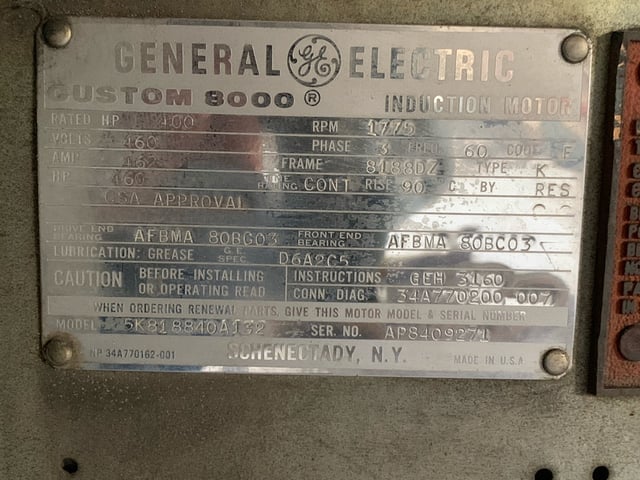 GENERAL GE ELECTRIC
CUSTOM 8000 ® INDUCTION MOTOR
RATED HP 400 RPM 1775
VOLTS 460 PHASE 3 FREQ 60 CODE F
AMP 462 FRAME 8188DZ TYPE K
HP 460 TIME RATING CONT RISE 90 C BY RES
CSA APPROVAL
DRIVE END BEARING AFBMA 80BC03 FRONT END BEARING AFBMA 80BC03
LUBRICATION: GREASE G.E. SPEC D6A2C5
CAUTION BEFORE INSTALLING OR OPERATING READ INSTRUCTIONS GEH 3160
CONN. DIAG. 34A770200 007
WHEN ORDERING RENEWAL PARTS, GIVE THIS MOTOR MODEL & SERIAL NUMBER
MODEL 5K818840A132 SER. NO. AP8409271
NP 34A770162-001 SCHENECTADY, N.Y. MADE IN U.S.A.